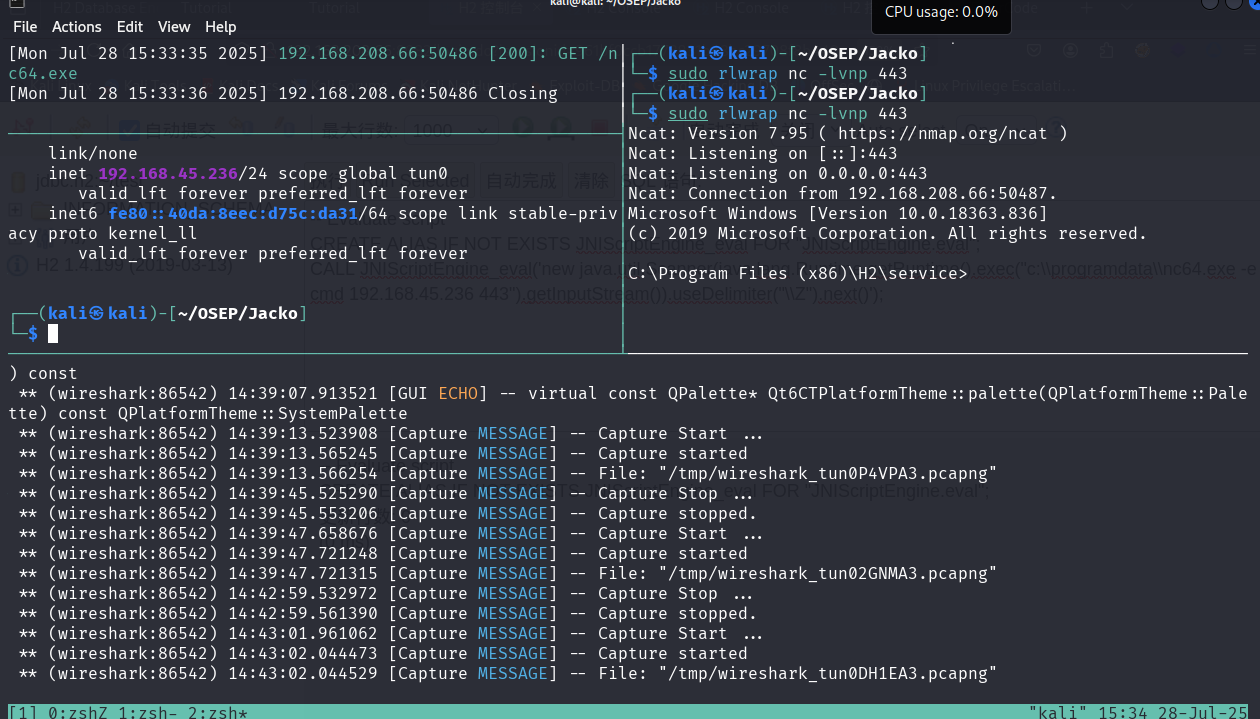 kali@kali: ~/OSEP/Jacko
CPU usage: 0.0%
File Actions Edit View Help
[Mon Jul 28 15:33:35 2025] 192.168.208.66:50486 [200]: GET /n
c64.exe
[Mon Jul 28 15:33:36 2025] 192.168.208.66:50486 Closing
link/none
inet 192.168.45.236/24 scope global tun0
valid_lft forever preferred_lft forever
inet6 fe80::40da:8eec:d75c:da31/64 scope link stable-priv
acy proto kernel_ll
valid_lft forever preferred_lft forever
┌──(kali㉿kali)-[~/OSEP/Jacko]
└─$
┌──(kali㉿kali)-[~/OSEP/Jacko]
└─$ sudo rlwrap nc -lvnp 443
┌──(kali㉿kali)-[~/OSEP/Jacko]
└─$ sudo rlwrap nc -lvnp 443
Ncat: Version 7.95 ( https://nmap.org/ncat )
Ncat: Listening on [::]:443
Ncat: Listening on 0.0.0.0:443
Ncat: Connection from 192.168.208.66:50487.
Microsoft Windows [Version 10.0.18363.836]
(c) 2019 Microsoft Corporation. All rights reserved.
C:\Program Files (x86)\H2\service>
) const
** (wireshark:86542) 14:39:07.913521 [GUI ECHO] -- virtual const QPalette* Qt6CTPlatformTheme::palette(QPlatformTheme::Pale
tte) const QPlatformTheme::SystemPalette
** (wireshark:86542) 14:39:13.523908 [Capture MESSAGE] -- Capture Start ...
** (wireshark:86542) 14:39:13.565245 [Capture MESSAGE] -- Capture started
** (wireshark:86542) 14:39:13.566254 [Capture MESSAGE] -- File: "/tmp/wireshark_tun0P4VPA3.pcapng"
** (wireshark:86542) 14:39:45.525290 [Capture MESSAGE] -- Capture Stop ...
** (wireshark:86542) 14:39:45.553206 [Capture MESSAGE] -- Capture stopped.
** (wireshark:86542) 14:39:47.658676 [Capture MESSAGE] -- Capture Start ...
** (wireshark:86542) 14:39:47.721248 [Capture MESSAGE] -- Capture started
** (wireshark:86542) 14:39:47.721315 [Capture MESSAGE] -- File: "/tmp/wireshark_tun02GNMA3.pcapng"
** (wireshark:86542) 14:42:59.532972 [Capture MESSAGE] -- Capture Stop ...
** (wireshark:86542) 14:42:59.561390 [Capture MESSAGE] -- Capture stopped.
** (wireshark:86542) 14:43:01.961062 [Capture MESSAGE] -- Capture Start ...
** (wireshark:86542) 14:43:02.044473 [Capture MESSAGE] -- Capture started
** (wireshark:86542) 14:43:02.044529 [Capture MESSAGE] -- File: "/tmp/wireshark_tun0DH1EA3.pcapng"
[1] 0:zshZ 1:zsh- 2:zsh* "kali" 15:34 28-Jul-25